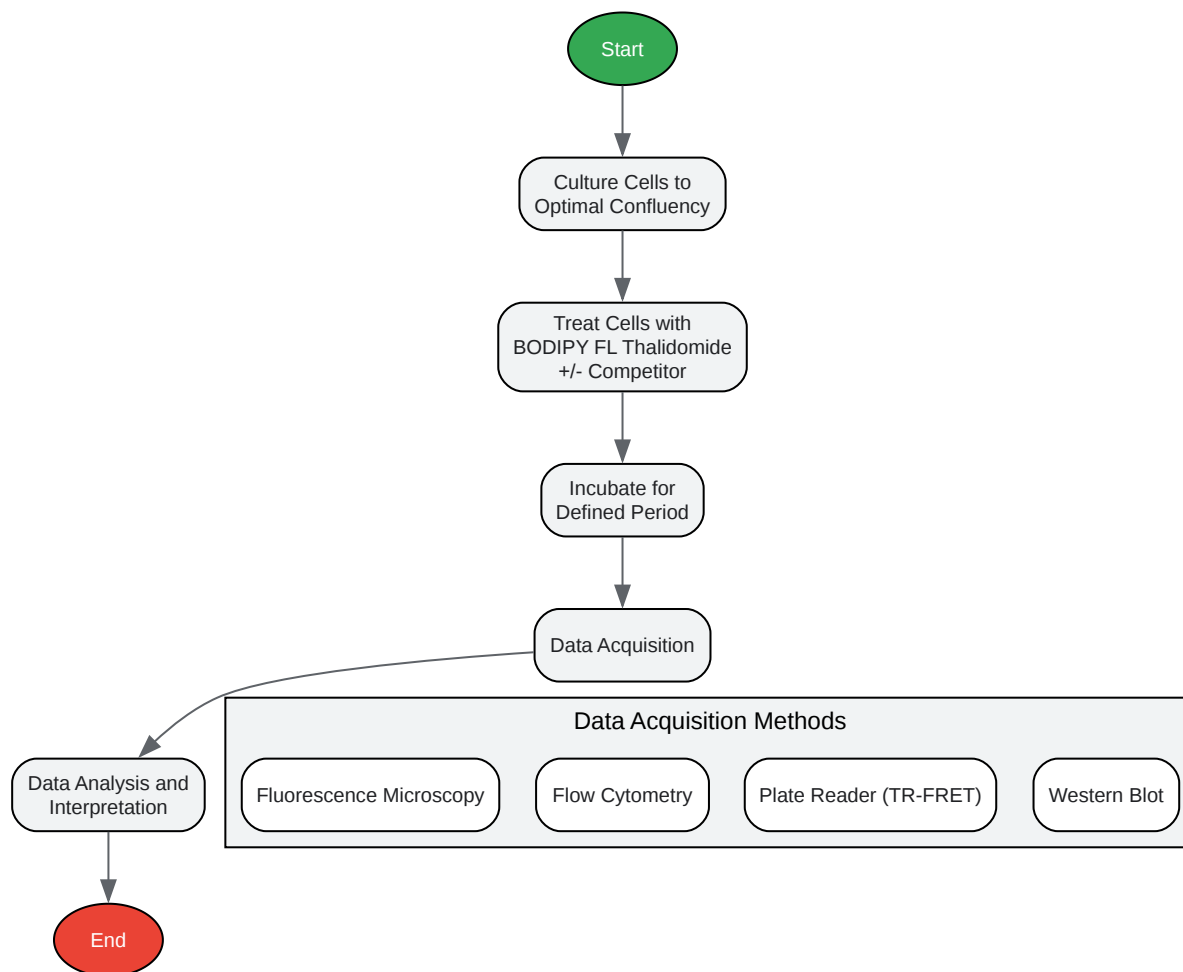 Start
Culture Cells to
Optimal Confluency
Treat Cells with
BODIPY FL Thalidomide
+/- Competitor
Incubate for
Defined Period
Data Acquisition
Data Acquisition Methods
Data Analysis and
Interpretation
Fluorescence Microscopy
Flow Cytometry
Plate Reader (TR-FRET)
Western Blot
End